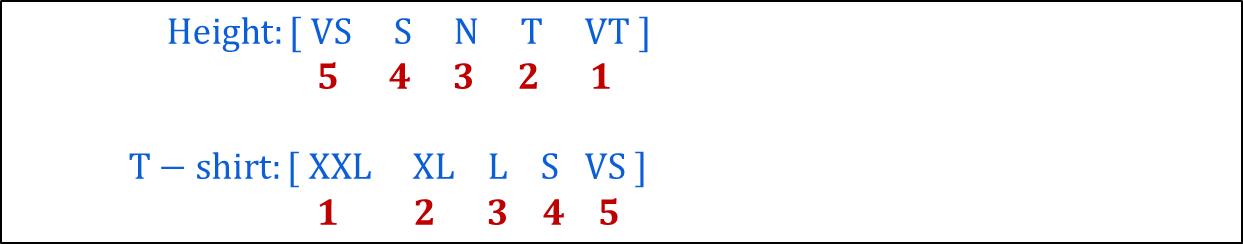 Height: [ VS S N T VT ]
5 4 3 2 1
T − shirt: [ XXL XL L S VS ]
1 2 3 4 5